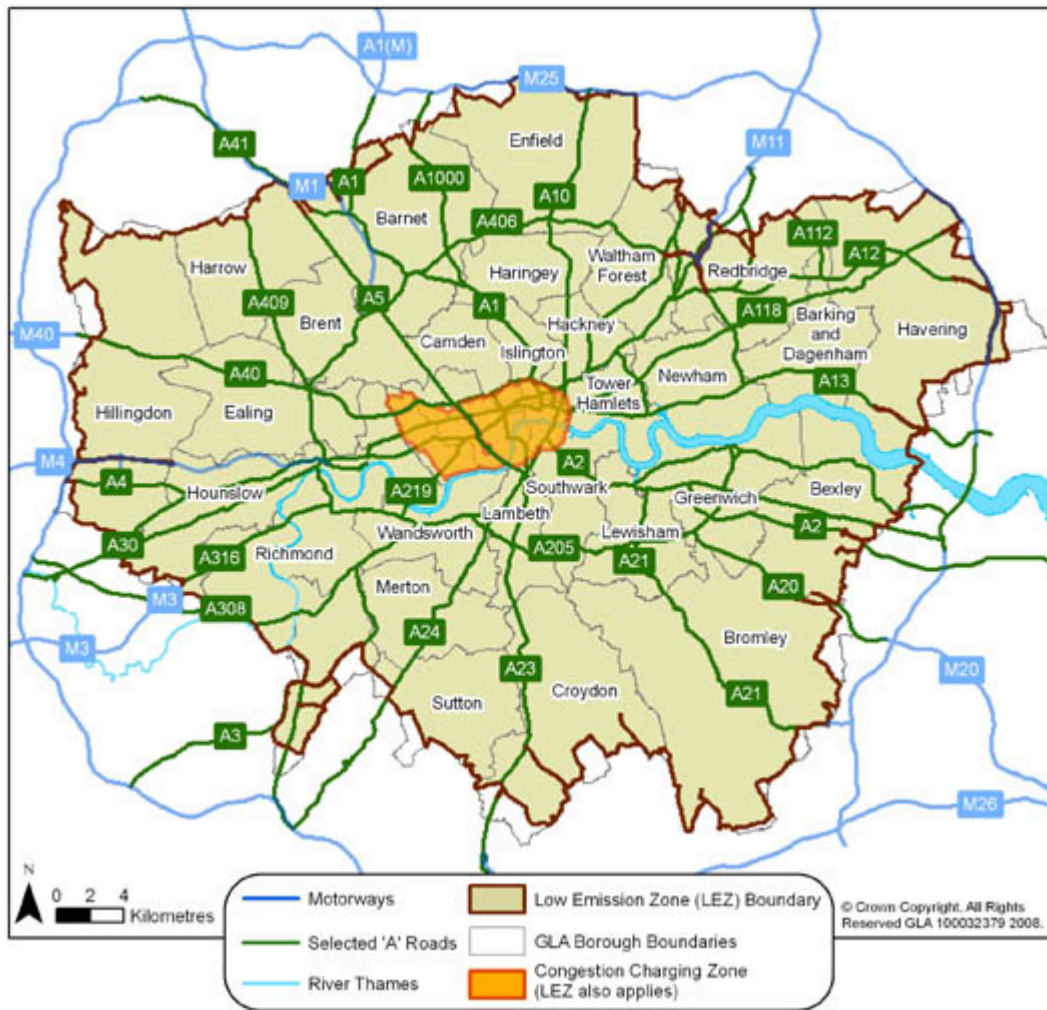 A1(M)
M25
Enfield
A41
M11
M1
A1
A1000
A10
Barnet
A406
A112
A12
Harrow
Haringey
Waltham
Forest
Redbridge
A409
A5
A1
A118
Barking
and
Dagenham
Havering
Brent
Hackney
M40
Camden
Islington
A40
Newham
A13
Tower
Hamlets
Hillingdon
Ealing
M4
A4
A2
Hounslow
A219
Southwark
Greenwich
Bexley
Lambeth
A30
Wandsworth
Lewisham
A2
A316
Richmond
A205
A21
A20
M3
Merton
A308
A24
Bromley
M3
A23
M20
Sutton
Croydon
A21
A3
M26
N
0 2 4
Kilometres
Motorways
Low Emission Zone (LEZ) Boundary
Selected 'A' Roads
GLA Borough Boundaries
River Thames
Congestion Charging Zone
(LEZ also applies)
© Crown Copyright. All Rights
Reserved GLA 100032379 2008.